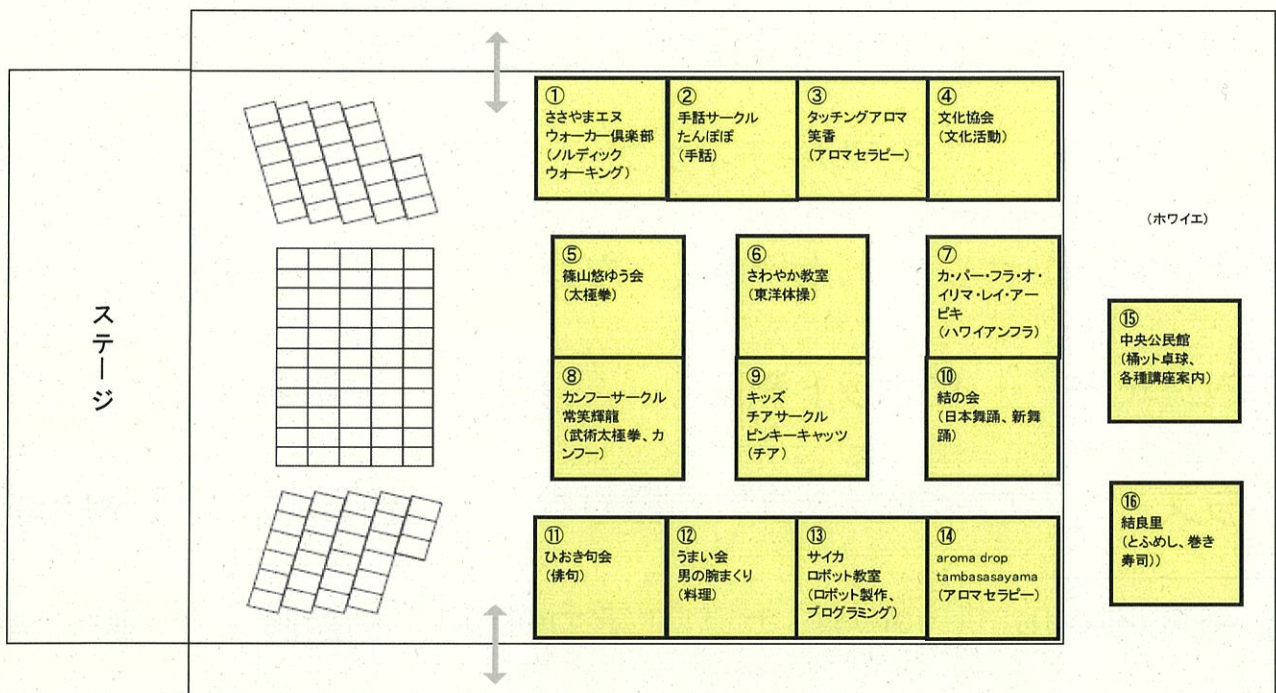 ステージ
①
ささやまエヌ
ウォーカー倶楽部
(ノルディック
ウォーキング)
②
手話サークル
たんぽぽ
(手話)
③
タッチングアロマ
笑香
(アロマセラピー)
④
文化協会
(文化活動)
⑤
篠山悠ゆう会
(太極拳)
⑥
さわやか教室
(東洋体操)
⑦
カ・パー・フラ・オ・
イリマ・レイ・アー
ピキ
(ハワイアンフラ)
⑧
カンフーサークル
常笑輝龍
(武術太極拳、カ
ンフー)
⑨
キッズ
チアサークル
ピンキーキャッツ
(チア)
⑩
結の会
(日本舞踊、新舞
踊)
⑪
ひおき句会
(俳句)
⑫
うまい会
男の腕まくり
(料理)
⑬
サイカ
ロボット教室
(ロボット製作、
プログラミング)
⑭
aroma drop
tambasasayama
(アロマセラピー)
(ホワイエ)
⑮
中央公民館
(桶ット卓球、
各種講座案内)
⑯
結良里
(とふめし、巻き
寿司))